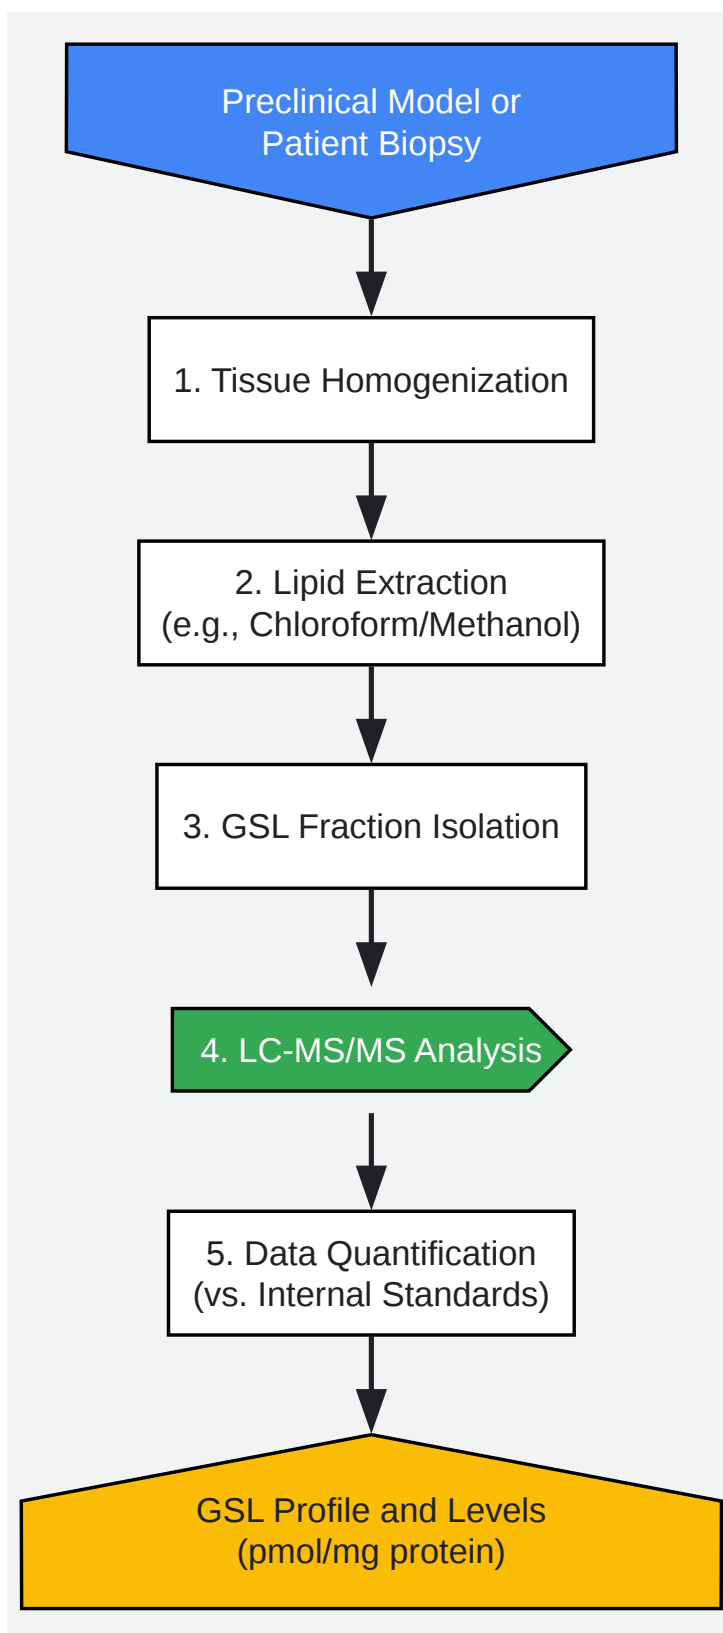 Preclinical Model or
Patient Biopsy
1. Tissue Homogenization
2. Lipid Extraction
(e.g., Chloroform/Methanol)
3. GSL Fraction Isolation
4. LC-MS/MS Analysis
5. Data Quantification
(vs. Internal Standards)
GSL Profile and Levels
(pmol/mg protein)